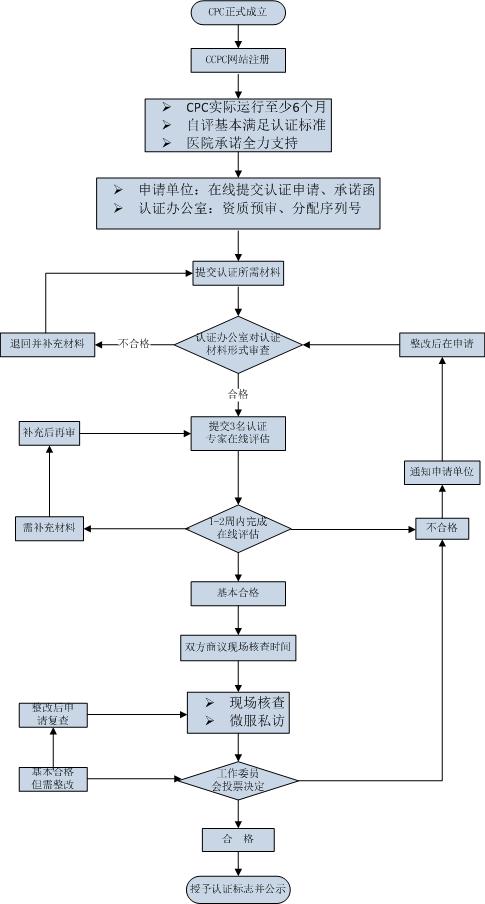 CPC正式成立
CCPC网站注册
➢ CPC实际运行至少6个月
➢ 自评基本满足认证标准
➢ 医院承诺全力支持
➢ 申请单位：在线提交认证申请、承诺函
➢ 认证办公室：资质预审、分配序列号
提交认证所需材料
退回并补充材料
不合格
认证办公室对认证
材料形式审查
整改后在申请
合格
补充后再审
提交3名认证
专家在线评估
通知申请单位
需补充材料
1-2周内完成
在线评估
不合格
基本合格
双方商议现场核查时间
整改后申
请复查
➢ 现场核查
➢ 微服私访
基本合格
但需整改
工作委员
会投票决定
合 格
授予认证标志并公示